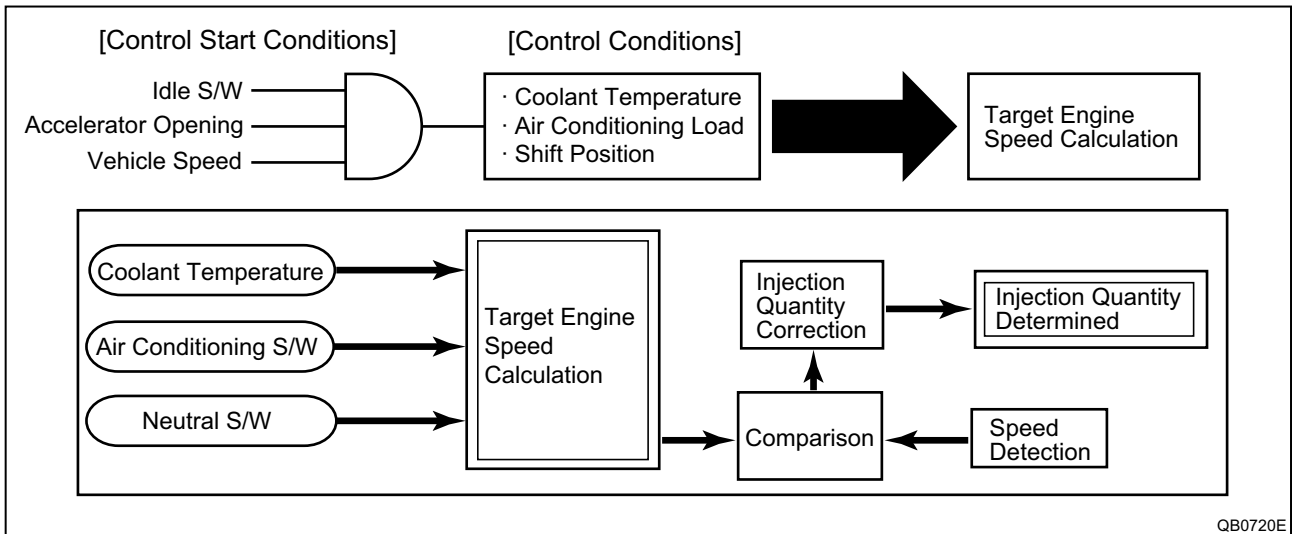 [Control Start Conditions]
[Control Conditions]
Idle S/W
Accelerator Opening
Vehicle Speed
· Coolant Temperature
· Air Conditioning Load
· Shift Position
Target Engine
Speed Calculation
Coolant Temperature
Air Conditioning S/W
Neutral S/W
Target Engine
Speed
Calculation
Injection
Quantity
Correction
Injection Quantity
Determined
Comparison
Speed
Detection
QB0720E